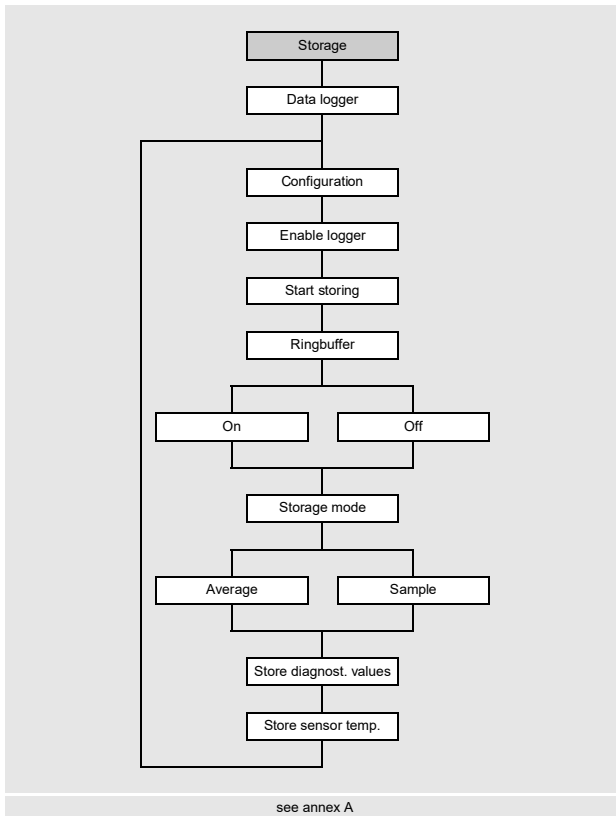 Storage
Data logger
Configuration
Enable logger
Start storing
Ringbuffer
On
Off
Storage mode
Average
Sample
Store diagnost. values
Store sensor temp.
see annex A